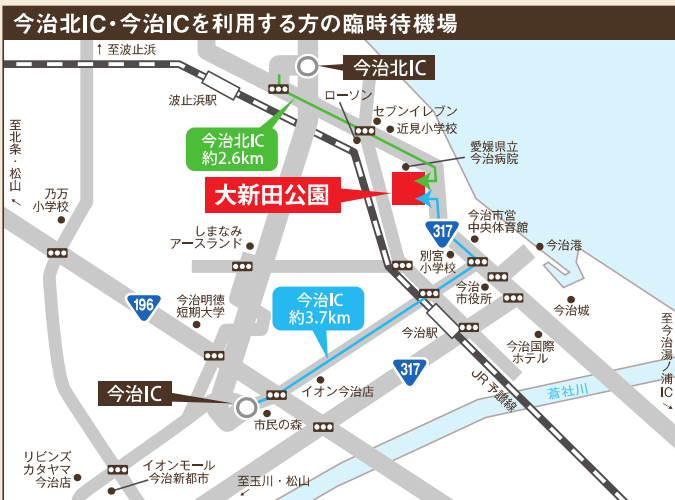 今治北IC・今治ICを利用する方の臨時待機場
↑至波止浜
今治北IC
波止浜駅
ローソン
セブンイレブン
近見小学校
至北条・松山
今治北IC
約2.6km
愛媛県立
今治病院
大新田公園
乃万
小学校
しまなみ
アースランド
317
今治市営
中央体育館
別宮
小学校
今治港
今治
市役所
196
今治明徳
短期大学
今治IC
約3.7km
今治城
今治駅
今治国際
ホテル
至今治湯ノ浦IC
317
JR予讃線
蒼社川
今治IC
イオン今治店
市民の森
リビンズ
カタヤマ
今治店
イオンモール
今治新都市
至玉川・松山